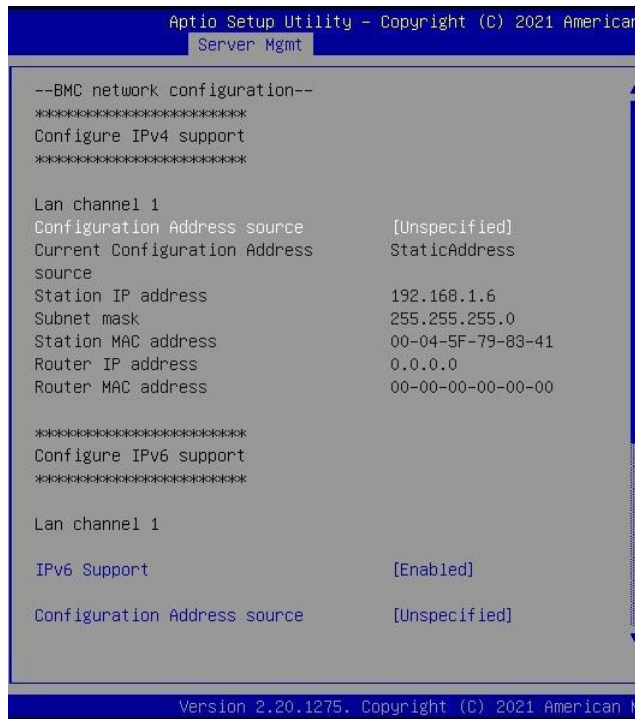 Aptio Setup Utility - Copyright (C) 2021 American
Server Mgmt
--BMC network configuration--
***********************
Configure IPv4 support
***********************
Lan channel 1
Configuration Address source [Unspecified]
Current Configuration Address StaticAddress
source
Station IP address 192.168.1.6
Subnet mask 255.255.255.0
Station MAC address 00-04-5F-79-83-41
Router IP address 0.0.0.0
Router MAC address 00-00-00-00-00-00
***********************
Configure IPv6 support
***********************
Lan channel 1
IPv6 Support [Enabled]
Configuration Address source [Unspecified]
Version 2.20.1275. Copyright (C) 2021 American